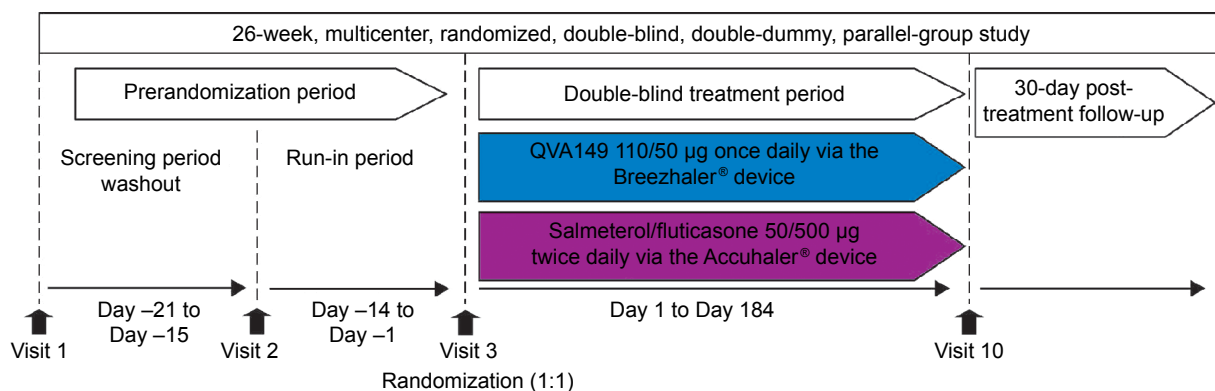 26-week, multicenter, randomized, double-blind, double-dummy, parallel-group study
Prerandomization period
Double-blind treatment period
30-day post-
treatment follow-up
Screening period
washout
Run-in period
QVA149 110/50 µg once daily via the
Breezhaler® device
Salmeterol/fluticasone 50/500 µg
twice daily via the Accuhaler® device
Day –21 to
Day –15
Day –14 to
Day –1
Day 1 to Day 184
Visit 1
Visit 2
Visit 3
Visit 10
Randomization (1:1)